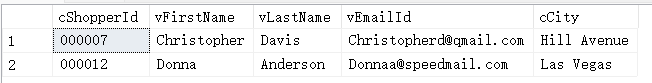 cShopperId vFirstName vLastName vEmailId cCity
1 000007 Christopher Davis Christopherd@qmail.com Hill Avenue
2 000012 Donna Anderson Donnaa@speedmail.com Las Vegas